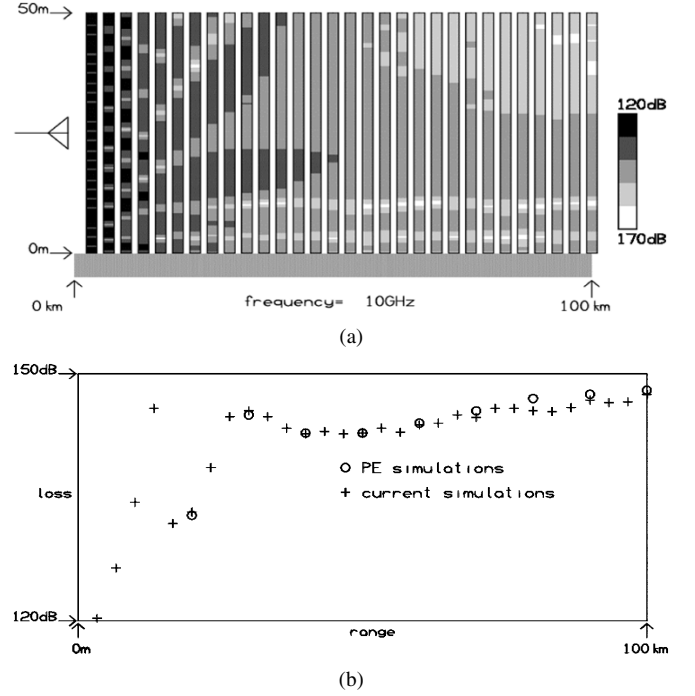 50m
120dB
170dB
0m
0 km
frequency= 10GHz
100 km
(a)
150dB
PE simulations
loss
current simulations
120dB
range
0m
100 km
(b)